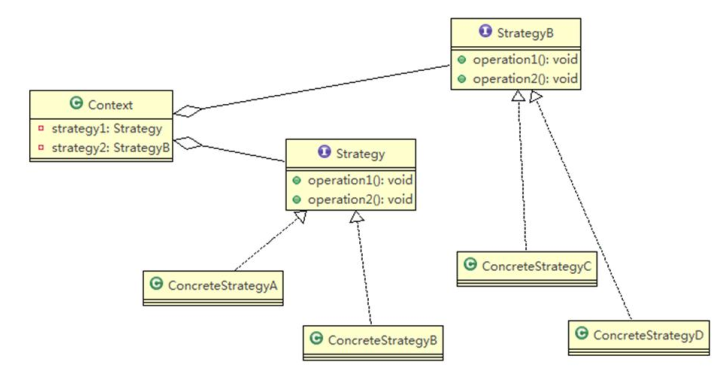 I StrategyB
operation1(): void
operation2(): void
C Context
strategy1: Strategy
strategy2: StrategyB
I Strategy
operation1(): void
operation2(): void
C ConcreteStrategyA
C ConcreteStrategyB
C ConcreteStrategyC
C ConcreteStrategyD